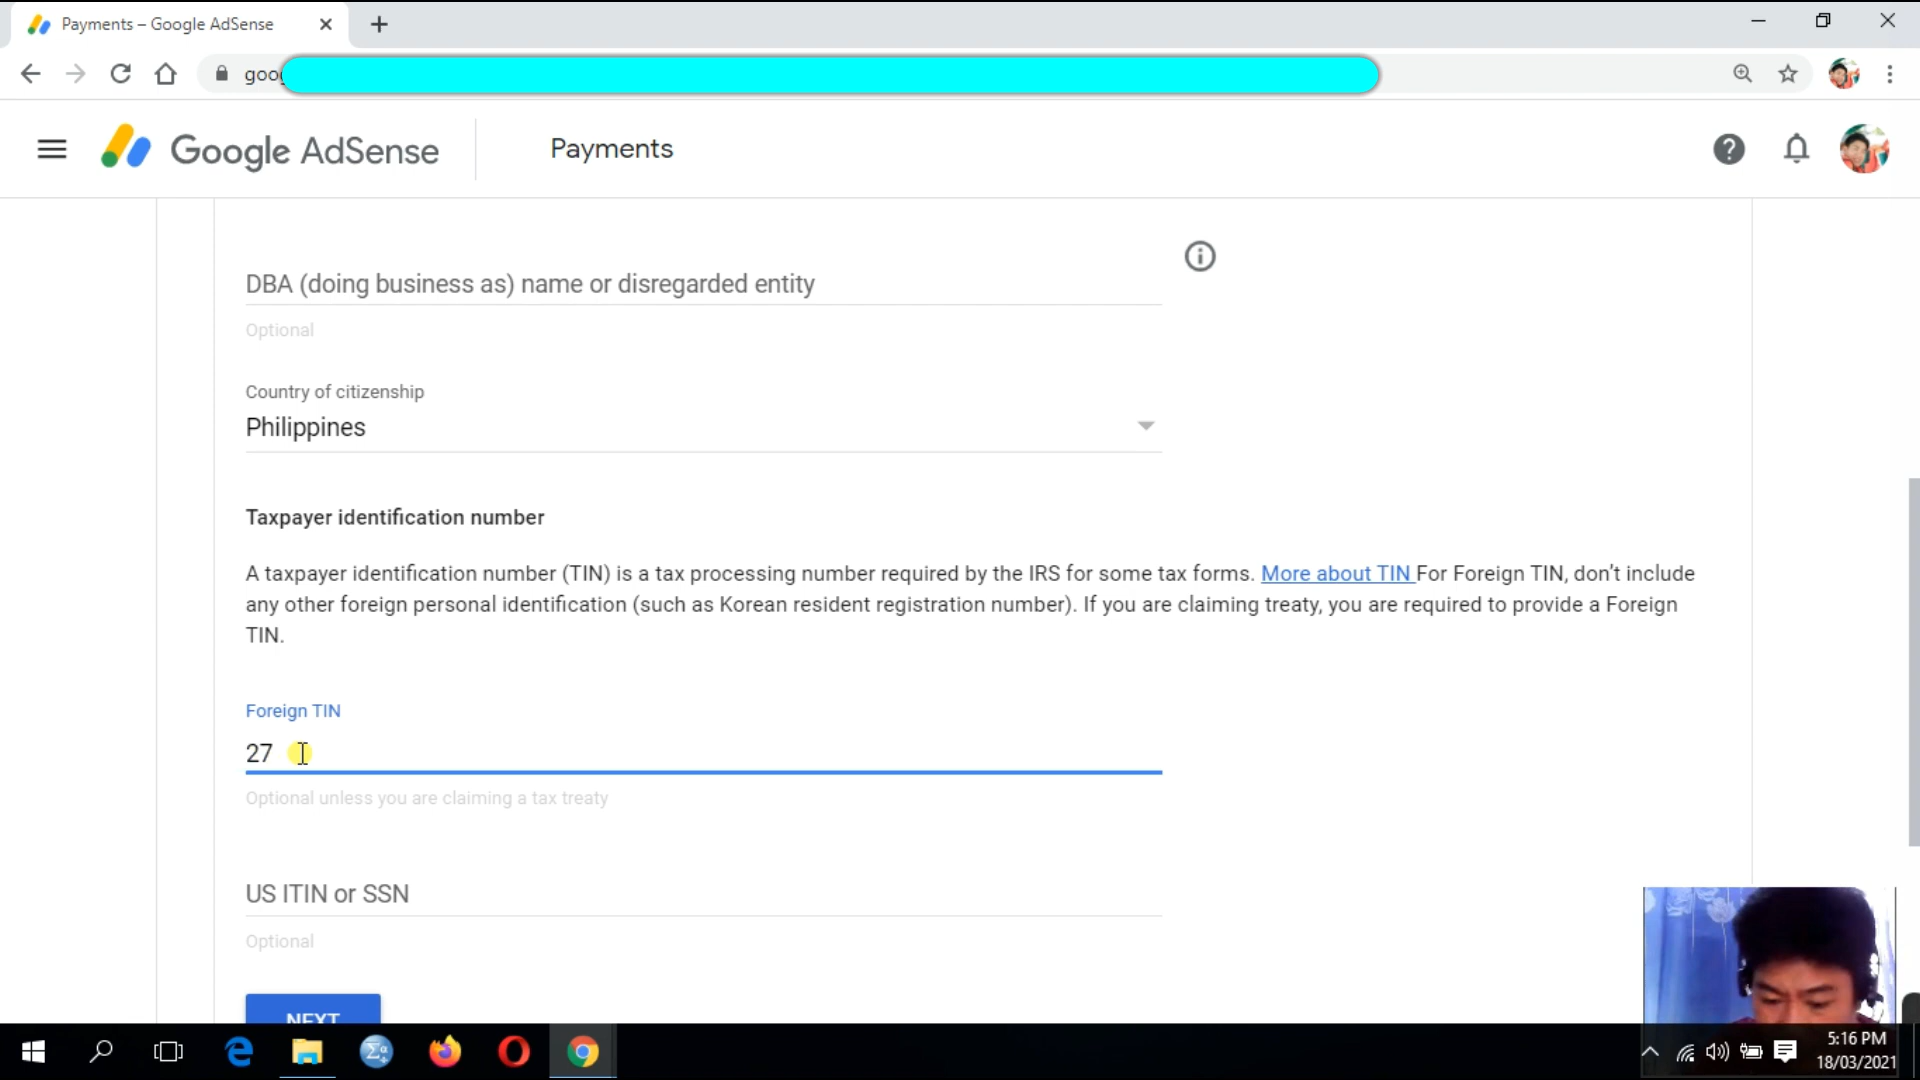 Payments – Google AdSense
goo
Google AdSense
Payments
DBA (doing business as) name or disregarded entity
Optional
Country of citizenship
Philippines
Taxpayer identification number
A taxpayer identification number (TIN) is a tax processing number required by the IRS for some tax forms. More about TIN For Foreign TIN, don't include
any other foreign personal identification (such as Korean resident registration number). If you are claiming treaty, you are required to provide a Foreign
TIN.
Foreign TIN
27
Optional unless you are claiming a tax treaty
US ITIN or SSN
Optional
NEXT
5:16 PM
18/03/2021